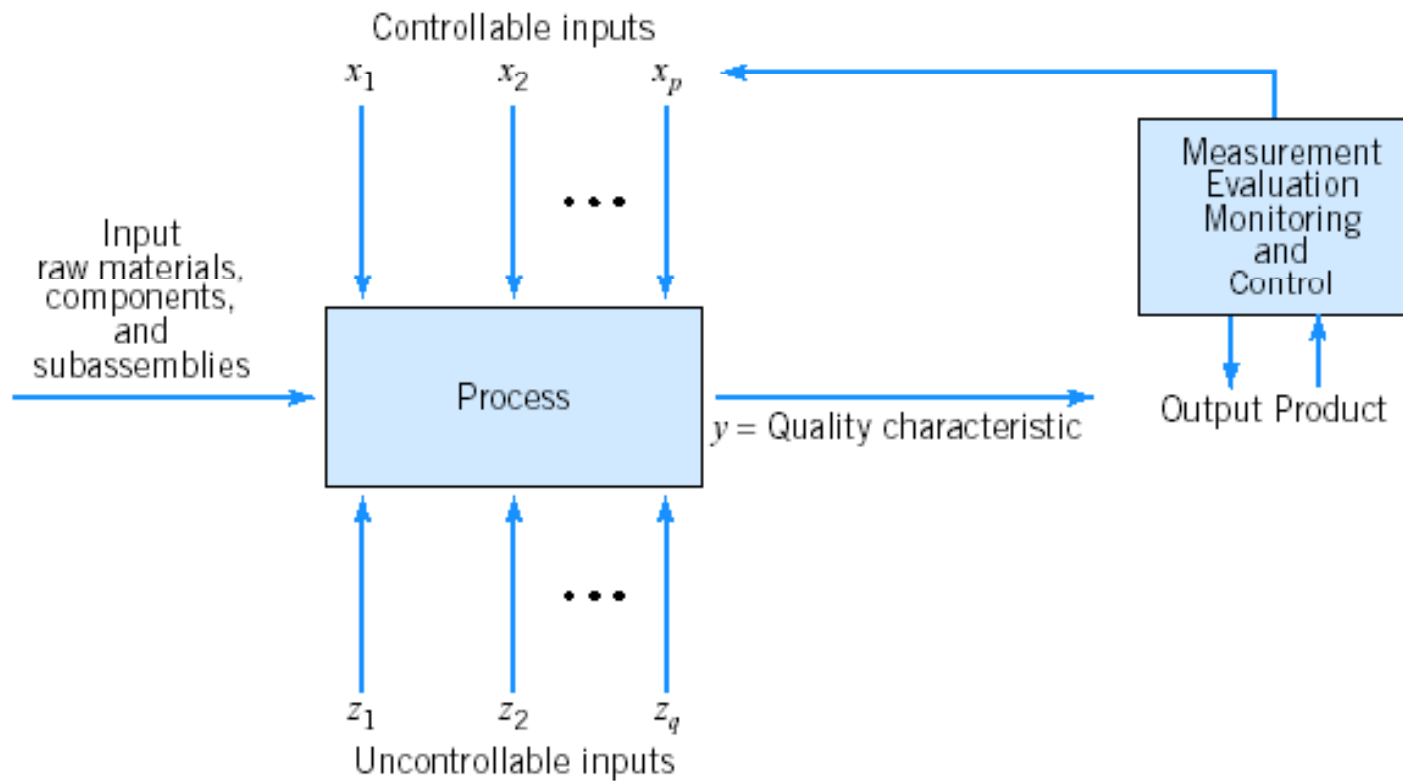 Controllable inputs
x₁ x₂ xₚ
Measurement
Evaluation
Monitoring
and
Control
Input
raw materials,
components,
and
subassemblies
Process
y = Quality characteristic
Output Product
z₁ z₂ z_q
Uncontrollable inputs